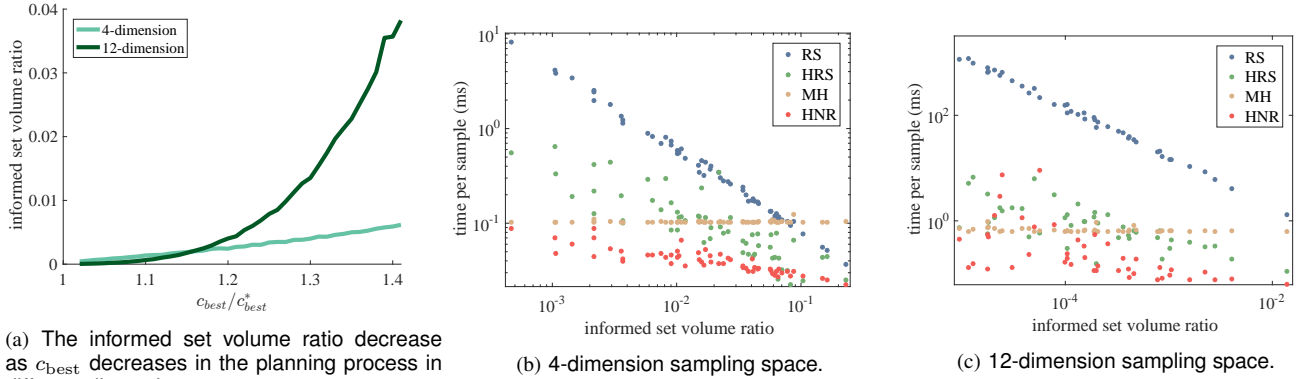 informed set volume ratio
0.04
0.03
0.02
0.01
0
4-dimension
12-dimension
1 1.1 1.2 1.3 1.4
c_best/c*_best
(a) The informed set volume ratio decrease
as c_best decreases in the planning process in
time per sample (ms)
10^1
10^0
10^-1
RS
HRS
MH
HNR
10^-3 10^-2 10^-1
informed set volume ratio
(b) 4-dimension sampling space.
time per sample (ms)
10^2
10^0
RS
HRS
MH
HNR
10^-4 10^-2
informed set volume ratio
(c) 12-dimension sampling space.